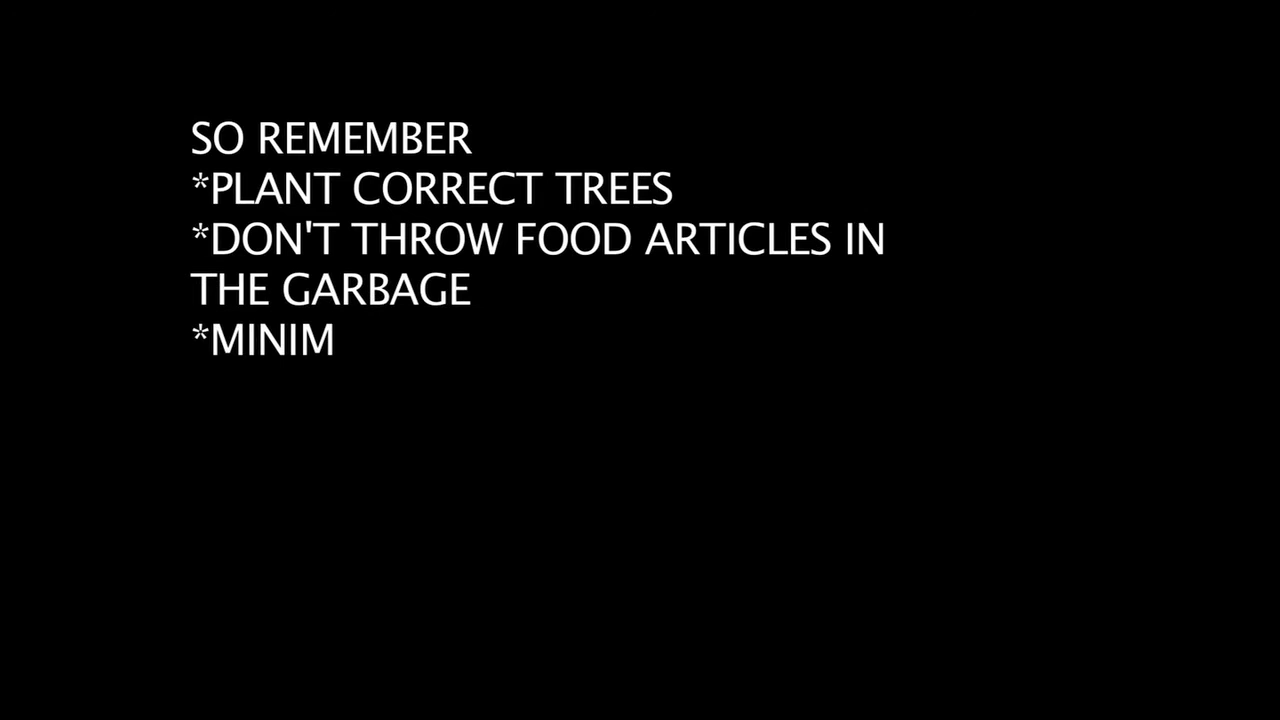 SO REMEMBER
*PLANT CORRECT TREES
*DON'T THROW FOOD ARTICLES IN
THE GARBAGE
*MINIM